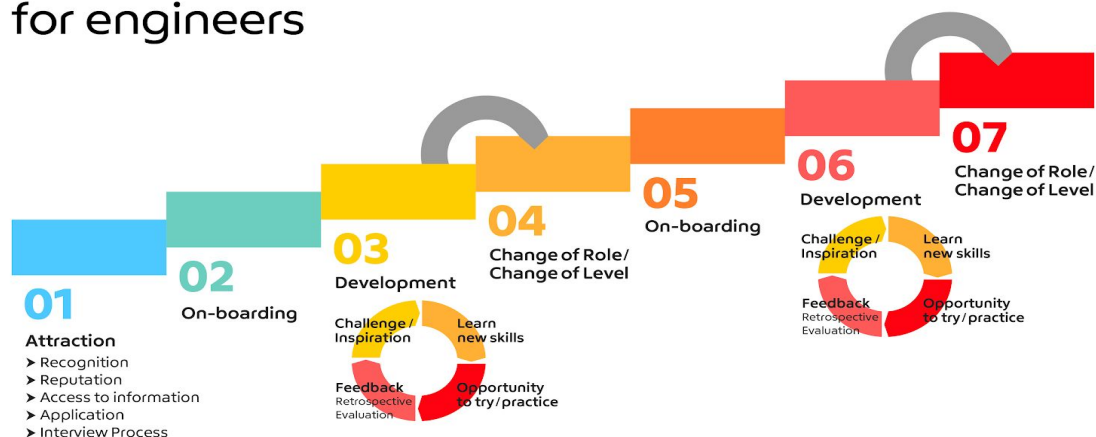 for engineers
01
Attraction
➤ Recognition
➤ Reputation
➤ Access to information
➤ Application
➤ Interview Process
02
On-boarding
03
Development
Challenge /
Inspiration
Learn
new skills
Feedback
Retrospective
Evaluation
Opportunity
to try/practice
04
Change of Role/
Change of Level
05
On-boarding
06
Development
Challenge /
Inspiration
Learn
new skills
Feedback
Retrospective
Evaluation
Opportunity
to try/practice
07
Change of Role/
Change of Level